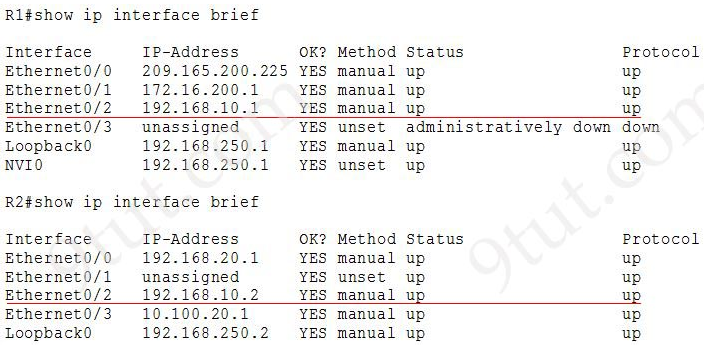 R1#show ip interface brief
Interface IP-Address OK? Method Status Protocol
Ethernet0/0 209.165.200.225 YES manual up up
Ethernet0/1 172.16.200.1 YES manual up up
Ethernet0/2 192.168.10.1 YES manual up up
Ethernet0/3 unassigned YES unset administratively down down
Loopback0 192.168.250.1 YES manual up up
NVI0 192.168.250.1 YES unset up up
R2#show ip interface brief
Interface IP-Address OK? Method Status Protocol
Ethernet0/0 192.168.20.1 YES manual up up
Ethernet0/1 unassigned YES unset up up
Ethernet0/2 192.168.10.2 YES manual up up
Ethernet0/3 10.100.20.1 YES manual up up
Loopback0 192.168.250.2 YES manual up up
9tut.com
9tut.com